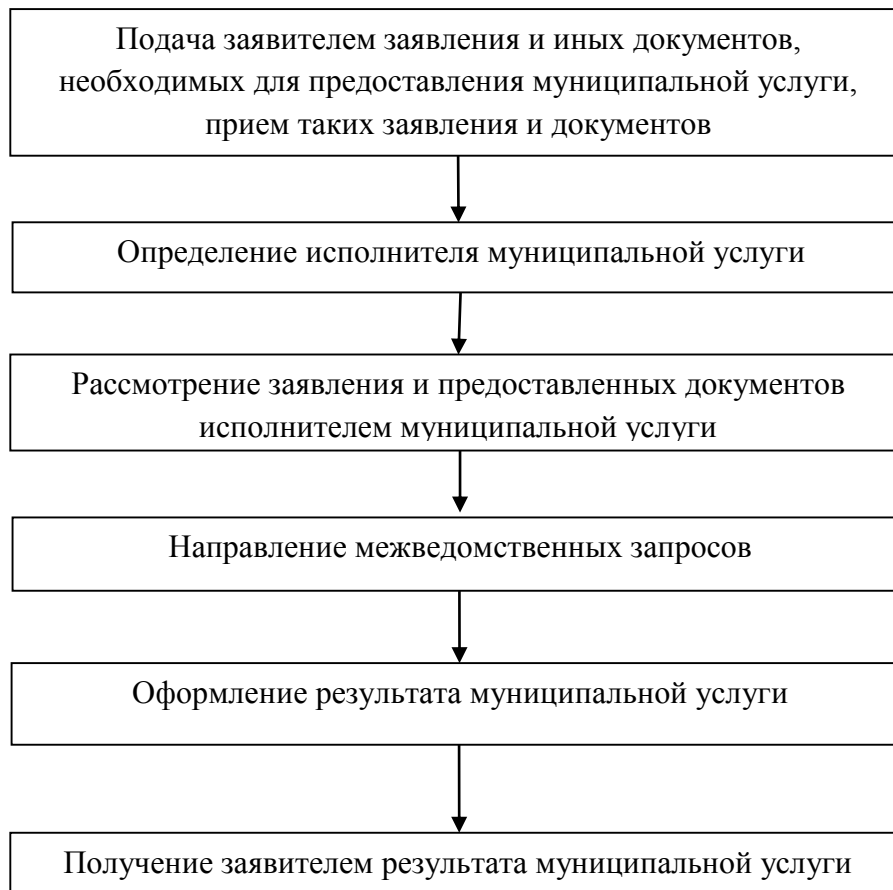 Подача заявителем заявления и иных документов,
необходимых для предоставления муниципальной услуги,
прием таких заявления и документов
Определение исполнителя муниципальной услуги
Рассмотрение заявления и предоставленных документов
исполнителем муниципальной услуги
Направление межведомственных запросов
Оформление результата муниципальной услуги
Получение заявителем результата муниципальной услуги